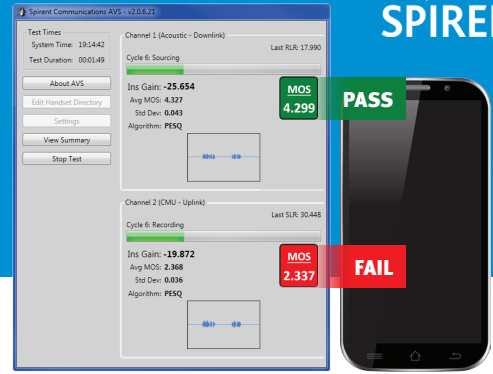 Spirent Communications AVS - v2.0.6.21
SPIREN
Test Times
System Time: 19:14:42
Test Duration: 00:01:49
About AVS
Edit Handset Directory
Settings
View Summary
Stop Test
Channel 1 (Acoustic - Downlink)
Last RLR: 17.990
Cycle 6: Sourcing
Ins Gain: -25.654
Avg MOS: 4.327
Std Dev: 0.043
Algorithm: PESQ
MOS
4.299
PASS
Channel 2 (CMU - Uplink)
Last SLR: 30.448
Cycle 6: Recording
Ins Gain: -19.872
Avg MOS: 2.368
Std Dev: 0.036
Algorithm: PESQ
MOS
2.337
FAIL